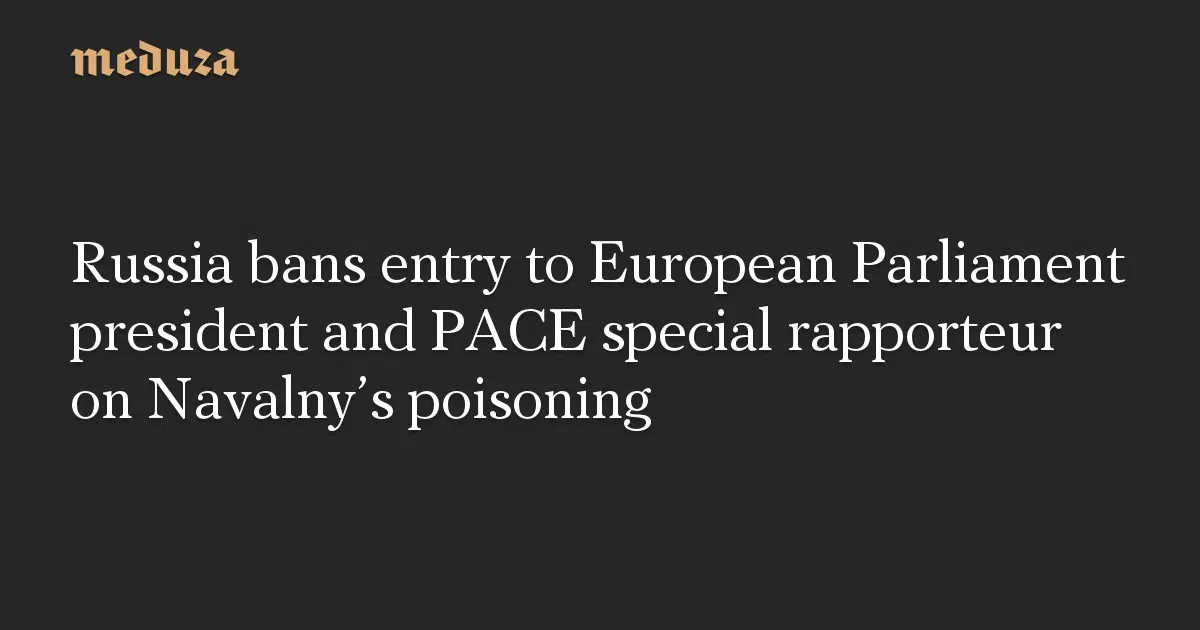 meduza
Russia bans entry to European Parliament
president and PACE special rapporteur
on Navalny’s poisoning